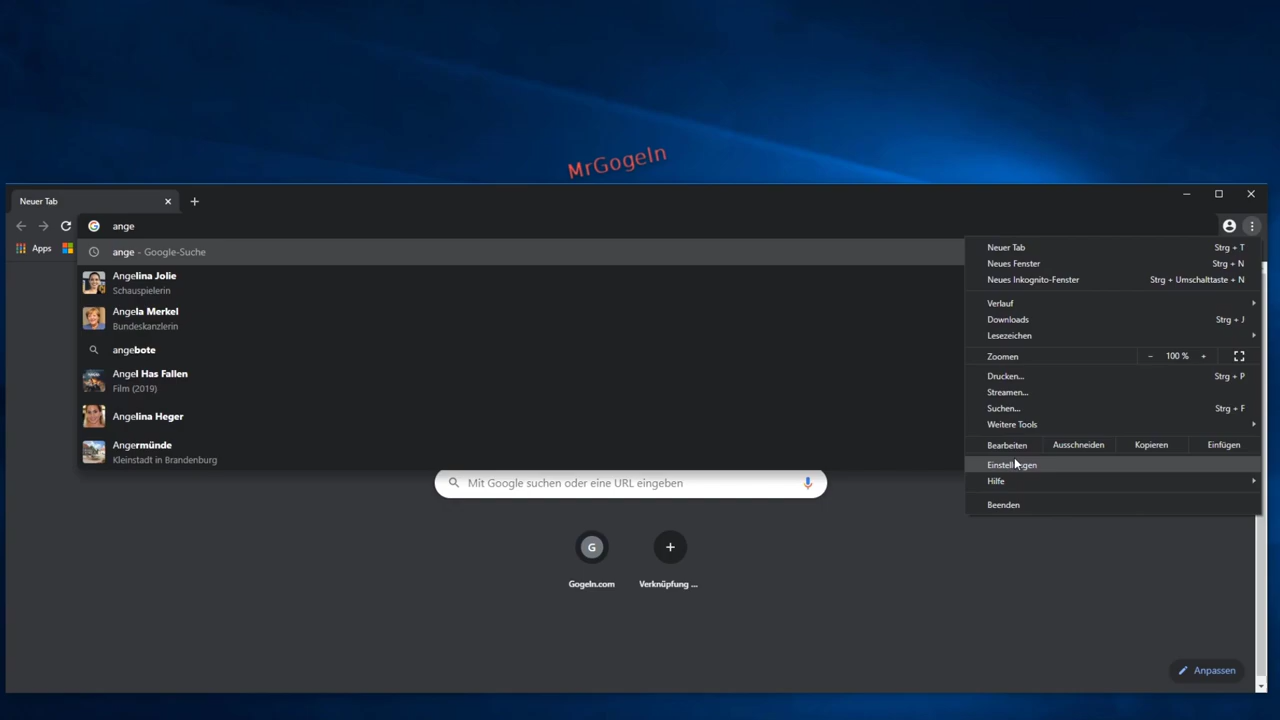 MrGogeln
Neuer Tab
ange
Apps
ange - Google-Suche
Angelina Jolie
Schauspielerin
Angela Merkel
Bundeskanzlerin
angebote
Angel Has Fallen
Film (2019)
Angelina Heger
Angermünde
Kleinstadt in Brandenburg
Neuer Tab Strg + T
Neues Fenster Strg + N
Neues Inkognito-Fenster Strg + Umschalttaste + N
Verlauf
Downloads Strg + J
Lesezeichen
Zoomen − 100 % +
Drucken... Strg + P
Streamen...
Suchen... Strg + F
Weitere Tools
Bearbeiten Ausschneiden Kopieren Einfügen
Einstellungen
Hilfe
Beenden
Mit Google suchen oder eine URL eingeben
G
Gogeln.com
Verknüpfung ...
Anpassen